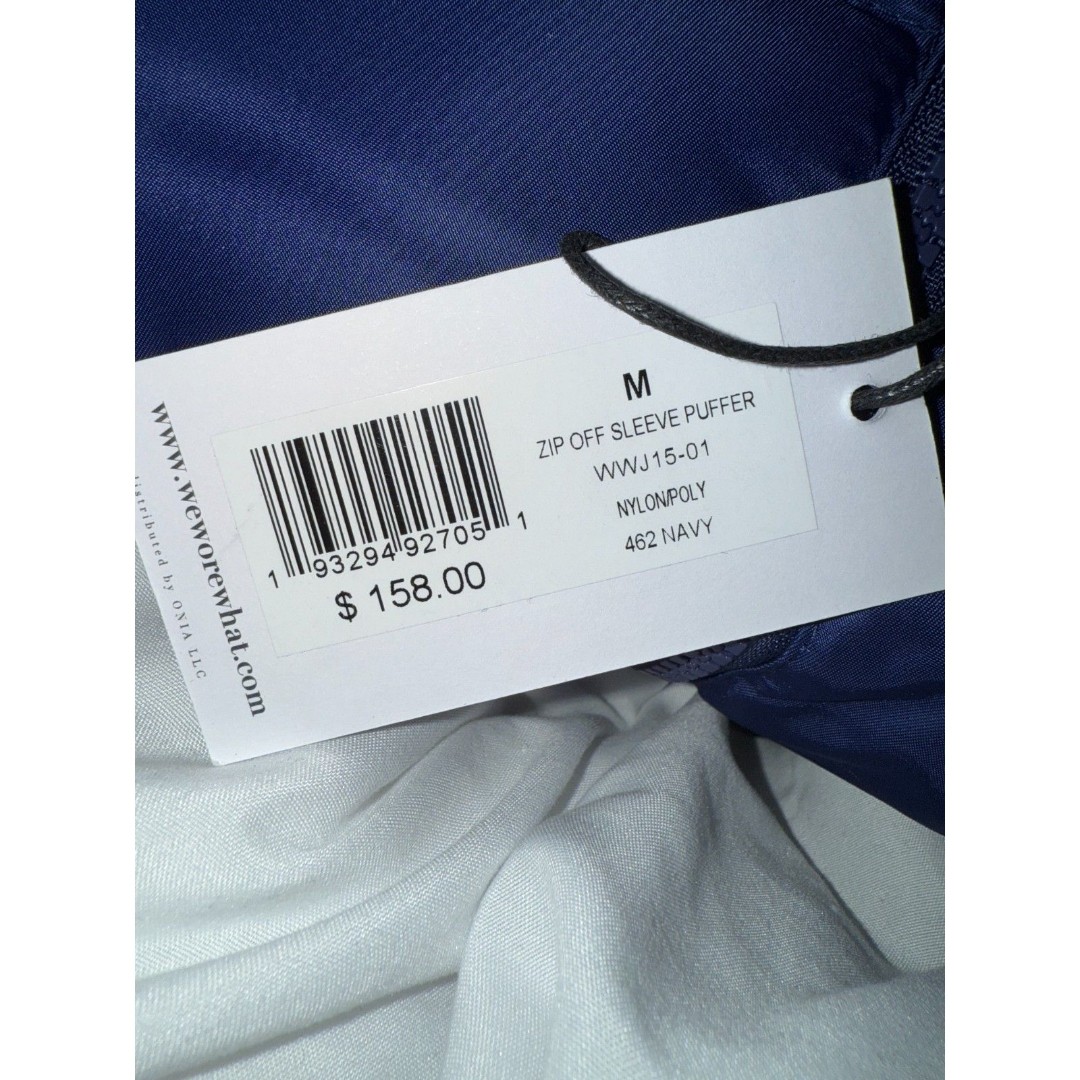 M
ZIP OFF SLEEVE PUFFER
WWJ15-01
NYLON/POLY
462 NAVY
1 93294 92705 1
$ 158.00
www.weworewhat.com
distributed by ONIA LLC